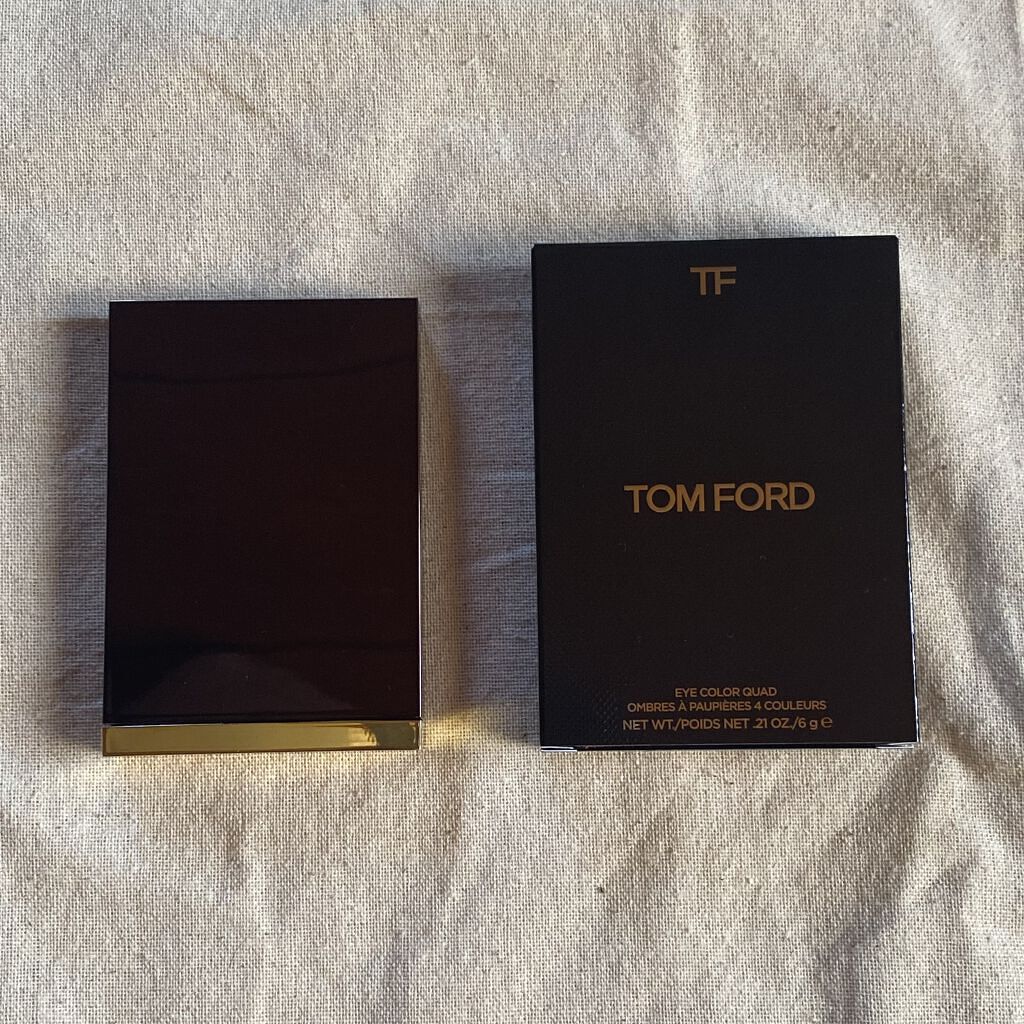 TF
TOM FORD
EYE COLOR QUAD
OMBRES À PAUPIÈRES 4 COULEURS
NET WT./POIDS NET .21 OZ./6 g ℮